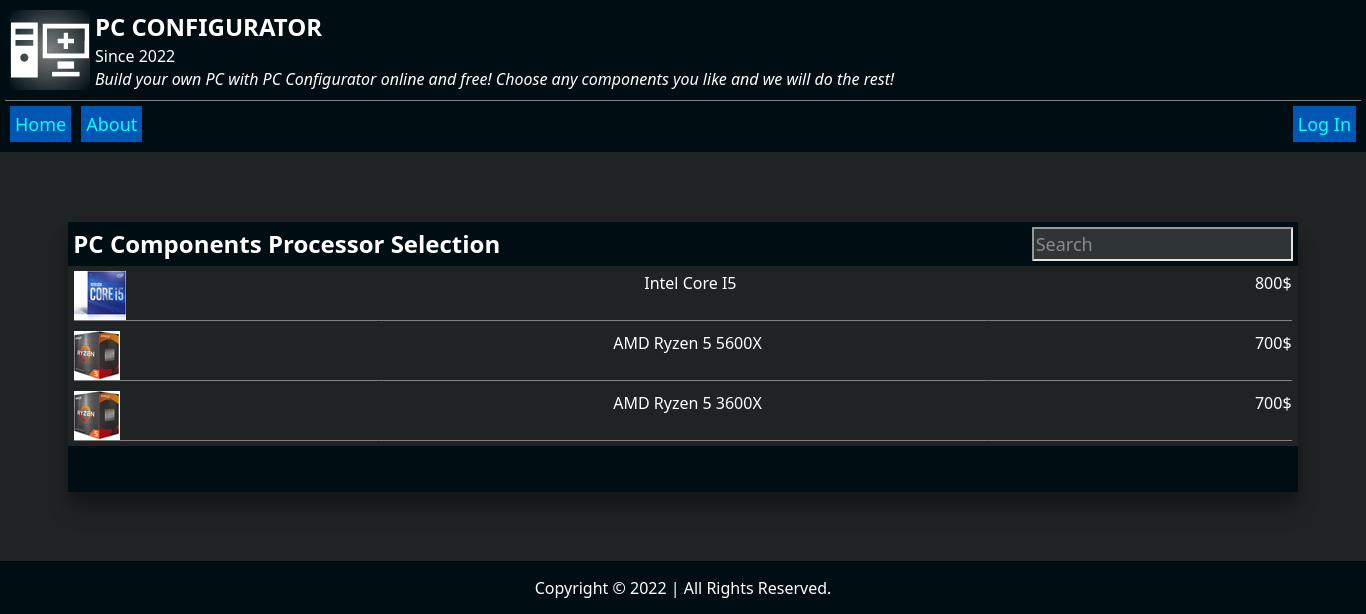 PC CONFIGURATOR
Since 2022
Build your own PC with PC Configurator online and free! Choose any components you like and we will do the rest!
Home About Log In
PC Components Processor Selection Search
CORE i5 Intel Core I5 800$
RYZEN 5 AMD Ryzen 5 5600X 700$
RYZEN 5 AMD Ryzen 5 3600X 700$
Copyright © 2022 | All Rights Reserved.